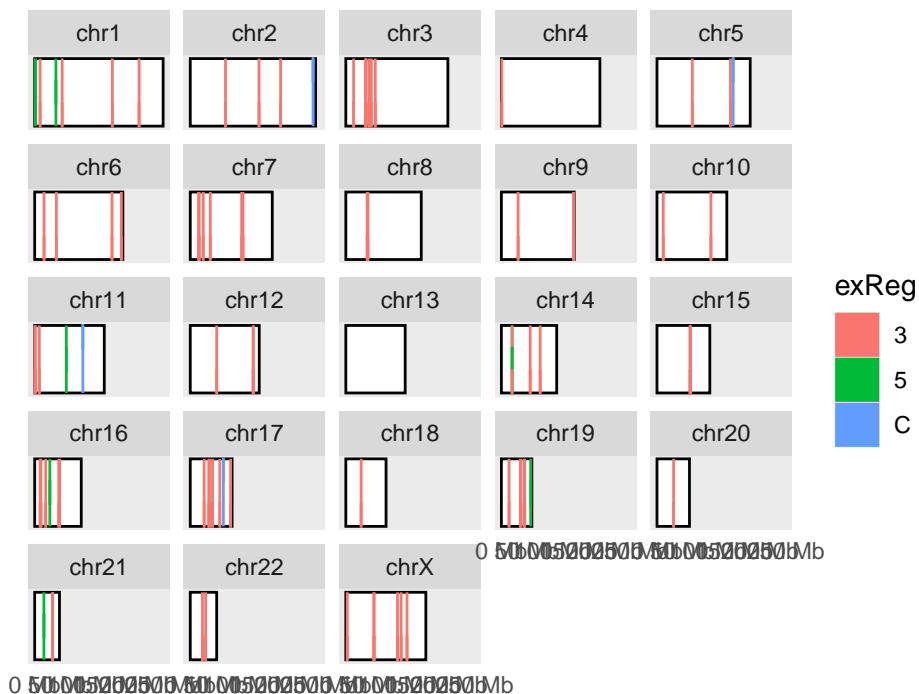 chr1 chr2 chr3 chr4 chr5
chr6 chr7 chr8 chr9 chr10
exReg
3
chr11 chr12 chr13 chr14 chr15
5
C
chr16 chr17 chr18 chr19 chr20
chr21 chr22 chrX